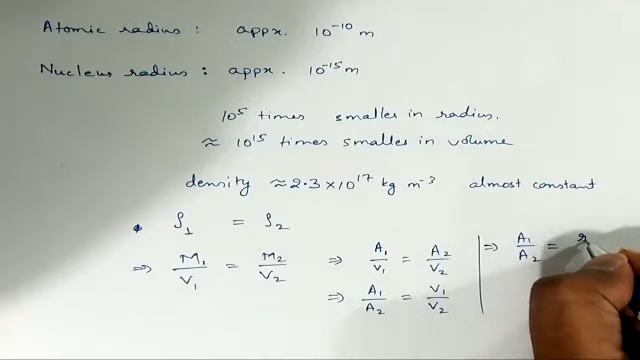 Atomic radius : appx. 10⁻¹⁰ m
Nucleus radius : appx. 10⁻¹⁵ m
10⁵ times smaller in radius.
≈ 10¹⁵ times smaller in volume
density ≈ 2.3 × 10¹⁷ kg m⁻³ almost constant
ρ₁ = ρ₂
⇒ M₁/V₁ = M₂/V₂
⇒ A₁/V₁ = A₂/V₂
⇒ A₁/A₂ = V₁/V₂
⇒ A₁/A₂ = r